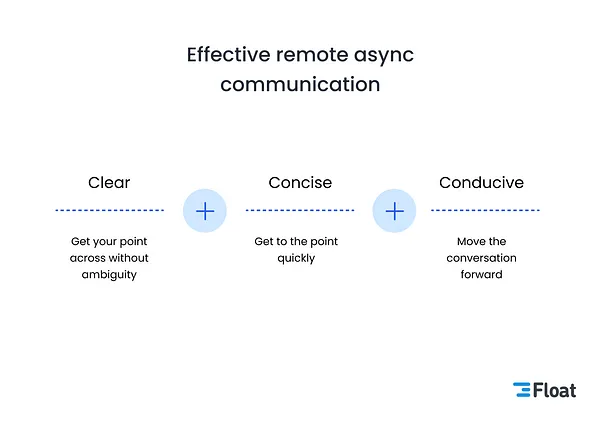 Effective remote async
communication
Clear
Get your point
across without
ambiguity
+
Concise
Get to the point
quickly
+
Conducive
Move the
conversation
forward
Float